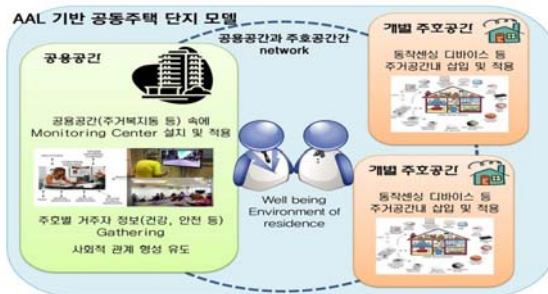 AAL 기반 공동주택 단지 모델
공용공간
공용공간(주거복지동 등) 속에
Monitoring Center 설치 및 적용
주호별 거주자 정보(건강, 안전 등)
Gathering
사회적 관계 형성 유도
공용공간과 주호공간간
network
Well being
Environment of
residence
개별 주호공간
동작센싱 디바이스 등
주거공간내 삽입 및 적용
개별 주호공간
동작센싱 디바이스 등
주거공간내 삽입 및 적용